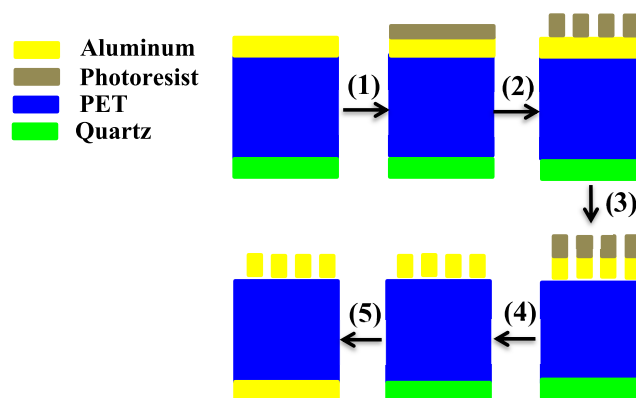 Aluminum
Photoresist
PET
Quartz
(1)
(2)
(3)
(4)
(5)